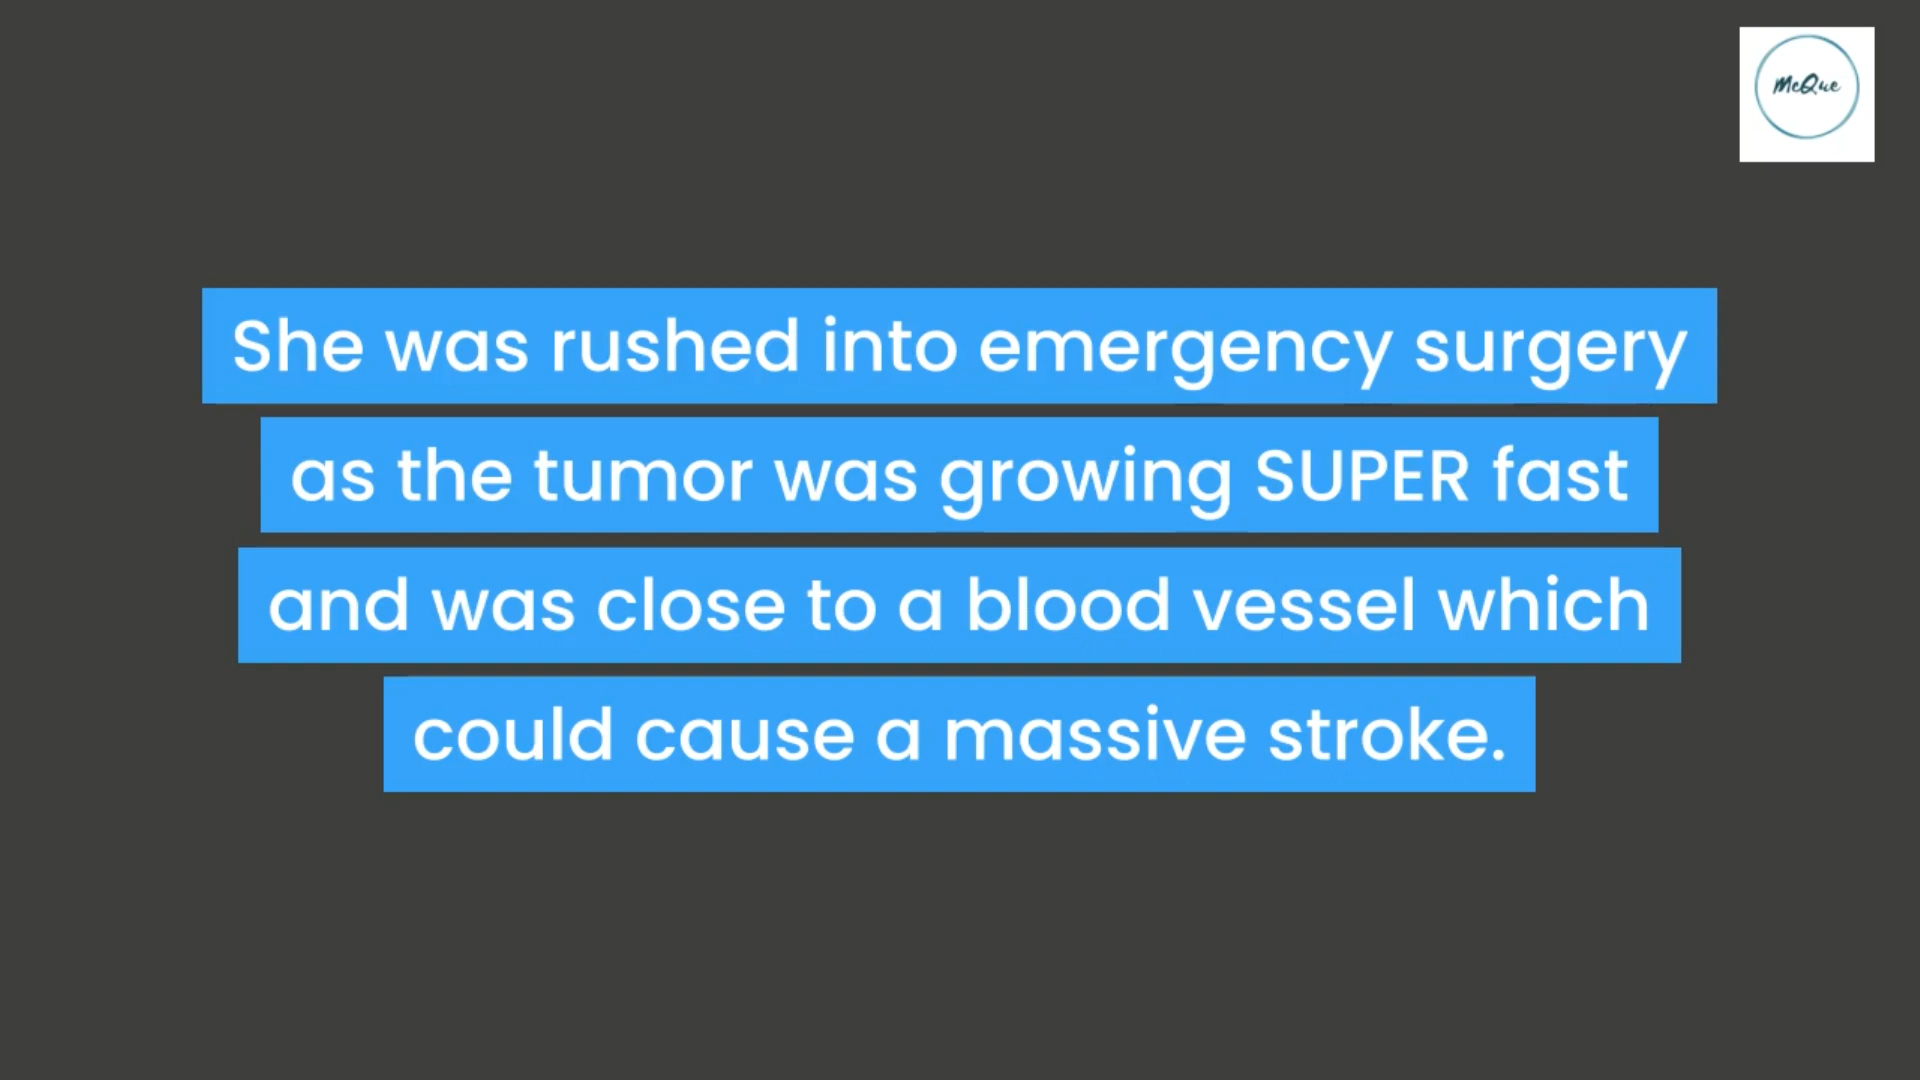 McQue
She was rushed into emergency surgery
as the tumor was growing SUPER fast
and was close to a blood vessel which
could cause a massive stroke.